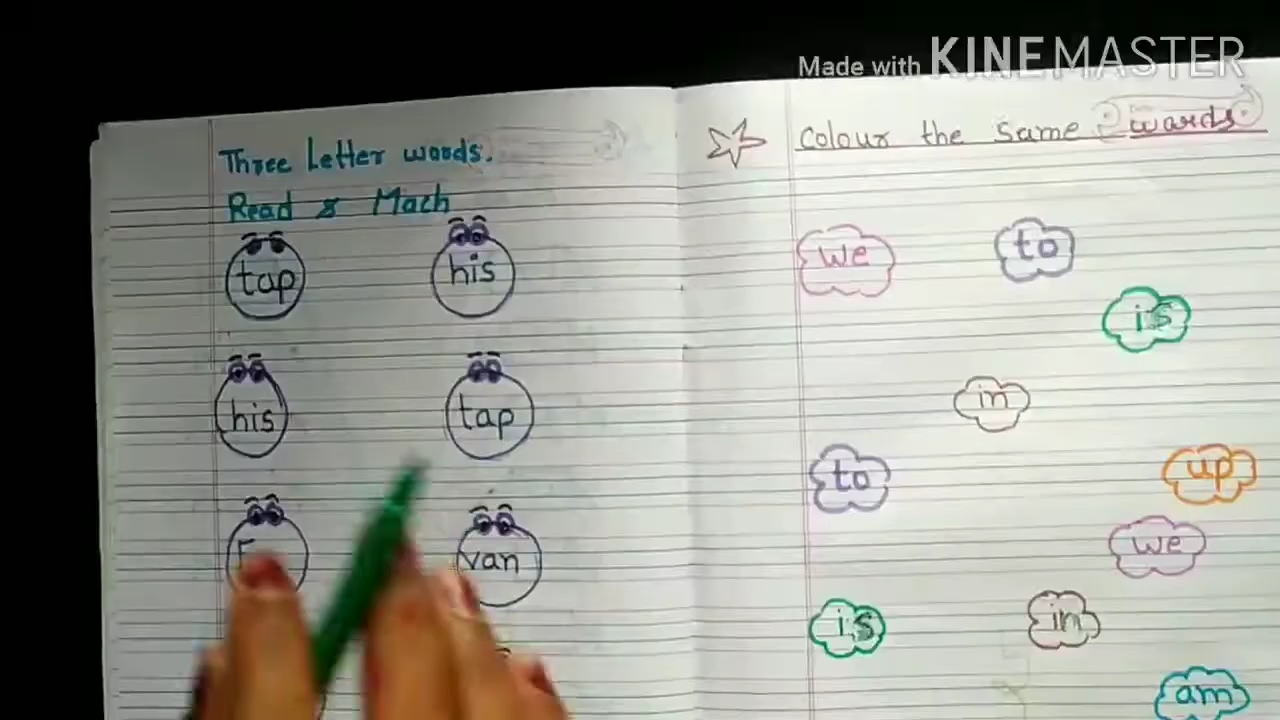 Made with KINEMASTER
Three Letter words.
Read & Mach
tap
his
his
tap
van
Colour the same words
we
to
is
in
to
up
we
is
in
am